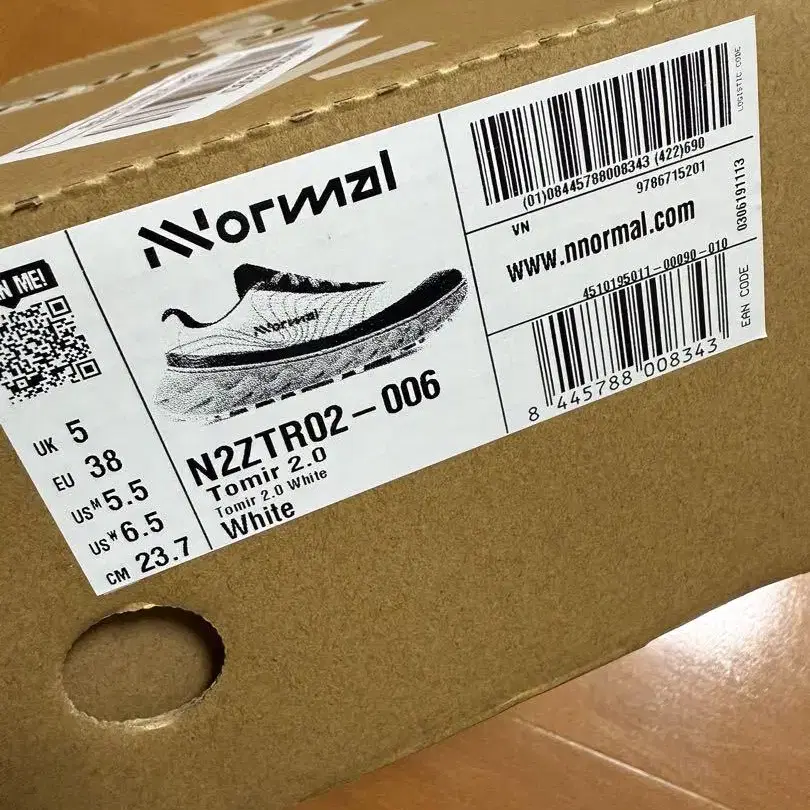 NNormal
N ME!
UK 5
EU 38
USM 5.5
USW 6.5
CM 23.7
NNormal
N2ZTR02-006
Tomir 2.0
Tomir 2.0 White
White
(01)08445788008343 (422)690
9786715201
VN
www.nnormal.com
4510195011-00090-010
8 445788 008343
LOGISTIC CODE
0306191113
EAN CODE